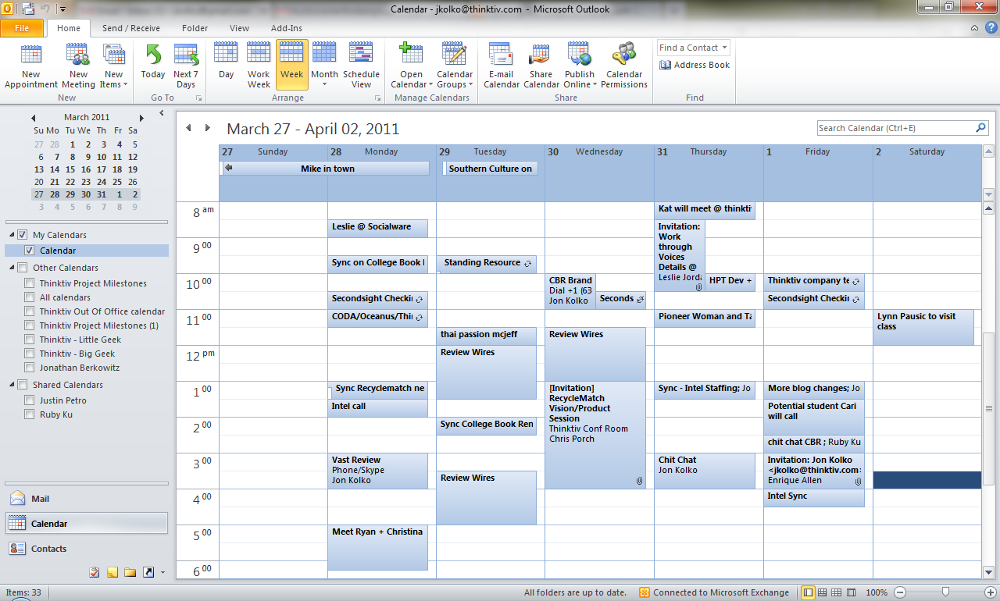 Calendar - jkolko@thinktiv.com - Microsoft Outlook
File Home Send / Receive Folder View Add-Ins
New Appointment
New Meeting
New Items
Today
Next 7 Days
Day
Work Week
Week
Month
Schedule View
Open Calendar
Calendar Groups
E-mail Calendar
Share Calendar
Publish Online
Calendar Permissions
Find a Contact
Address Book
New Go To Arrange Manage Calendars Share Find
March 2011
Su Mo Tu We Th Fr Sa
27 28 1 2 3 4 5
6 7 8 9 10 11 12
13 14 15 16 17 18 19
20 21 22 23 24 25 26
27 28 29 30 31 1 2
3 4 5 6 7 8 9
My Calendars
Calendar
Other Calendars
Thinktiv Project Milestones
All calendars
Thinktiv Out Of Office calendar
Thinktiv Project Milestones (1)
Thinktiv - Little Geek
Thinktiv - Big Geek
Jonathan Berkowitz
Shared Calendars
Justin Petro
Ruby Ku
Mail
Calendar
Contacts
March 27 - April 02, 2011
Search Calendar (Ctrl+E)
27 Sunday 28 Monday 29 Tuesday 30 Wednesday 31 Thursday 1 Friday 2 Saturday
Mike in town
Southern Culture on
8 am
9 00
10 00
11 00
12 pm
1 00
2 00
3 00
4 00
5 00
6 00
Leslie @ Socialware
Sync on College Book
Secondsight Checkin
CODA/Oceanus/Thin
Sync Recyclematch ne
Intel call
Vast Review
Phone/Skype
Jon Kolko
Meet Ryan + Christina
Standing Resource
thai passion mcjeff
Review Wires
Sync College Book Ren
Review Wires
CBR Brand
Dial +1 (63
Jon Kolko
Seconds
Review Wires
[Invitation]
RecycleMatch
Vision/Product
Session
Thinktiv Conf Room
Chris Porch
Kat will meet @ thinkti
Invitation:
Work
through
Voices
Details @
Leslie Jorda
HPT Dev +
Pioneer Woman and Ta
Sync - Intel Staffing; Jo
Chit Chat
Jon Kolko
Thinktiv company te
Secondsight Checkin
More blog changes; Jo
Potential student Cari
will call
chit chat CBR ; Ruby Ku
Invitation: Jon Kolko
<jkolko@thinktiv.com>
Enrique Allen
Intel Sync
Lynn Pausic to visit
class
Items: 33
All folders are up to date.
Connected to Microsoft Exchange
100%